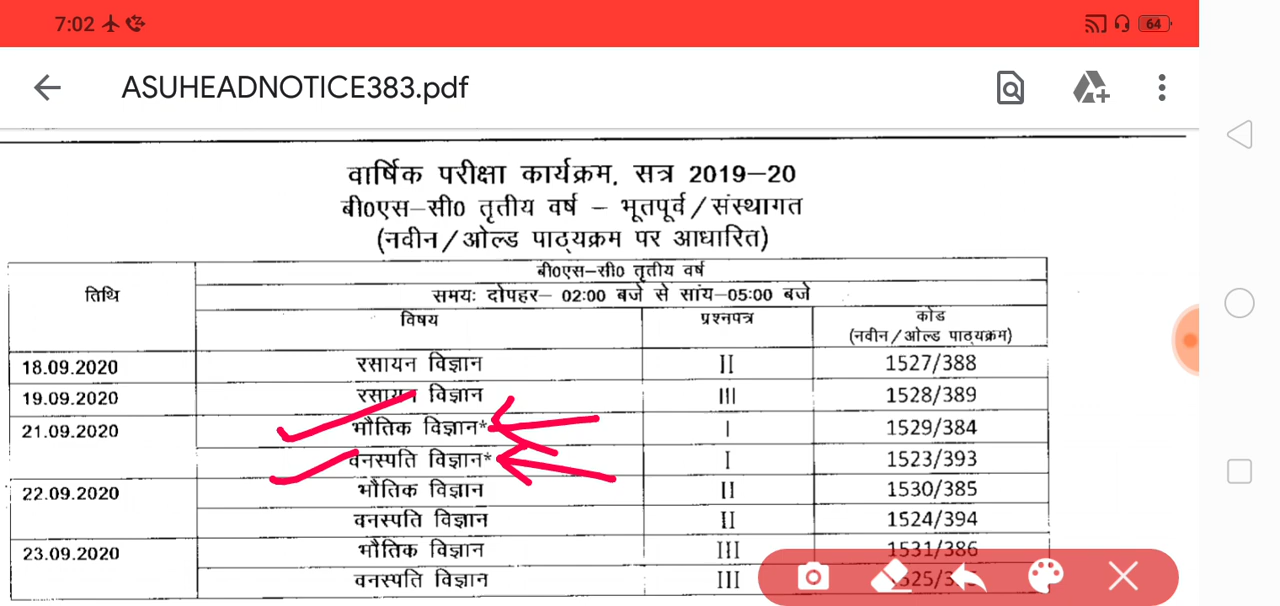 7:02
64
ASUHEADNOTICE383.pdf
वार्षिक परीक्षा कार्यक्रम, सत्र 2019–20
बी0एस–सी0 तृतीय वर्ष – भूतपूर्व/संस्थागत
(नवीन/ओल्ड पाठ्यक्रम पर आधारित)
बी0एस–सी0 तृतीय वर्ष
तिथि
समयः दोपहर– 02:00 बजे से सांय–05:00 बजे
विषय प्रश्नपत्र कोड
(नवीन/ओल्ड पाठ्यक्रम)
18.09.2020 रसायन विज्ञान II 1527/388
19.09.2020 रसायन विज्ञान III 1528/389
21.09.2020 भौतिक विज्ञान* I 1529/384
वनस्पति विज्ञान* I 1523/393
22.09.2020 भौतिक विज्ञान II 1530/385
वनस्पति विज्ञान II 1524/394
23.09.2020 भौतिक विज्ञान III 1531/386
वनस्पति विज्ञान III